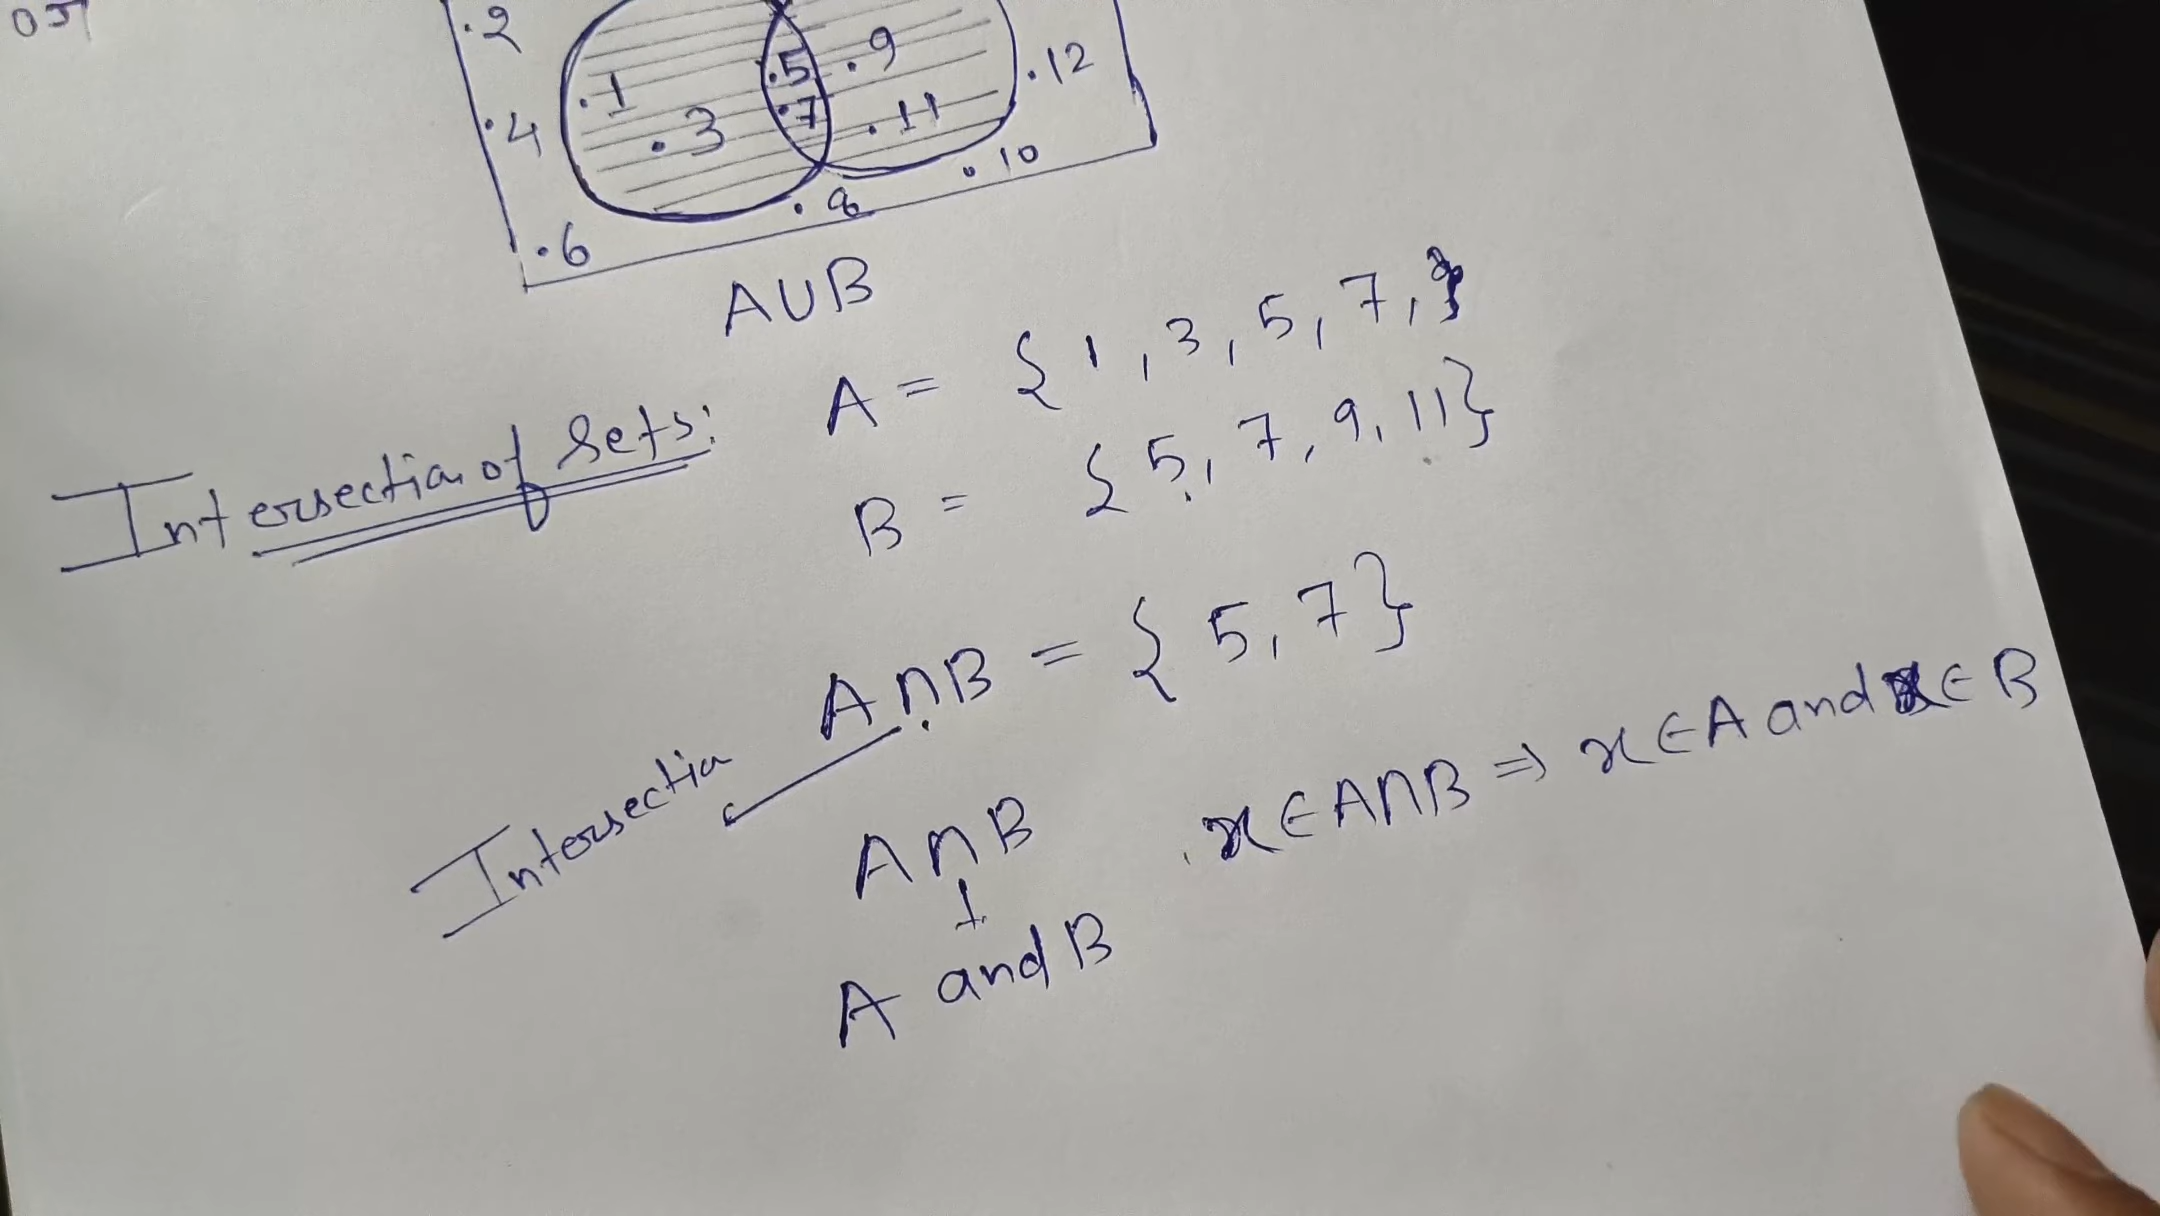 .2
.1 .5 .9 .12
.4 .3 .7 .11
.6 .8 .10
A∪B
Intersection of Sets:
A = {1, 3, 5, 7, }
B = {5, 7, 9, 11}
A∩B = {5, 7}
Intersection
A∩B x∈A∩B ⇒ x∈A and x∈B
A and B